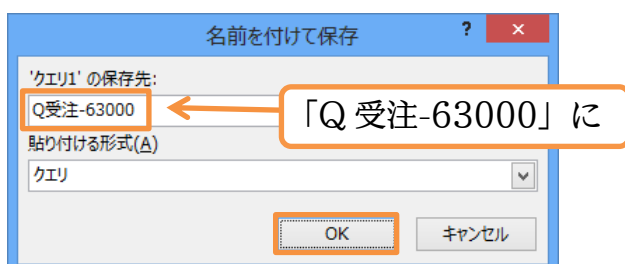 名前を付けて保存
? ×
'クエリ1' の保存先:
Q受注-63000
「Q 受注-63000」に
貼り付ける形式(A)
クエリ
OK キャンセル